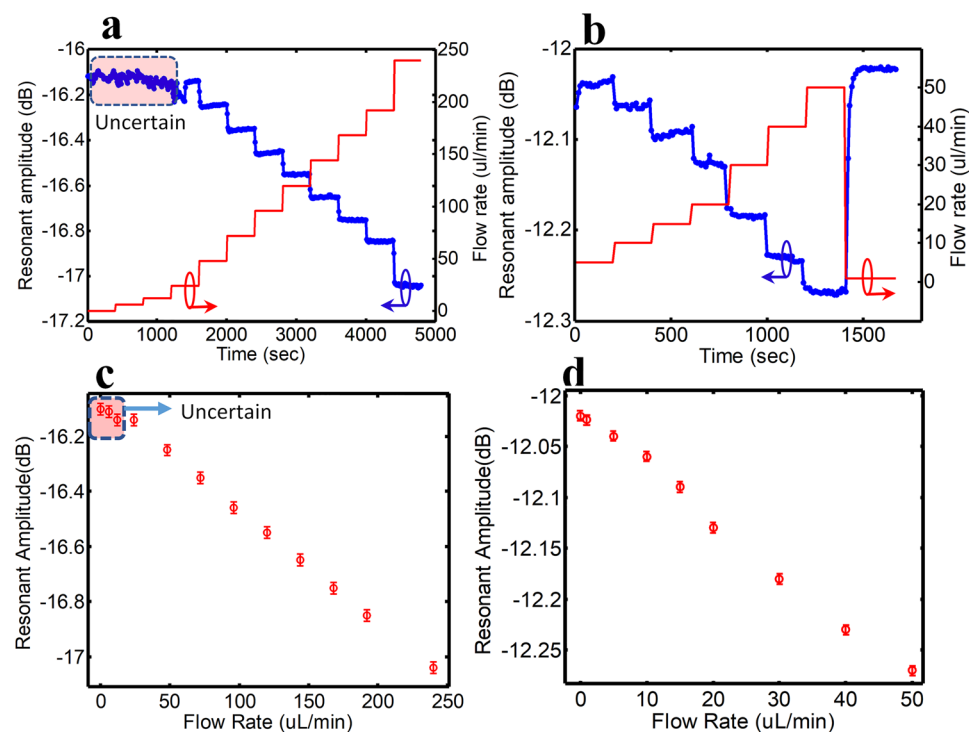 a
-16
-16.2
-16.4
-16.6
-16.8
-17
-17.2
Resonant amplitude (dB)
Uncertain
250
200
150
100
50
0
Flow rate (ul/min)
0 1000 2000 3000 4000 5000
Time (sec)
b
-12
-12.1
-12.2
-12.3
Resonant amplitude (dB)
50
40
30
20
10
0
Flow rate (ul/min)
0 500 1000 1500
Time (sec)
c
-16.2
-16.4
-16.6
-16.8
-17
Resonant Amplitude(dB)
Uncertain
0 50 100 150 200 250
Flow Rate (uL/min)
d
-12
-12.05
-12.1
-12.15
-12.2
-12.25
Resonant Amplitude(dB)
0 10 20 30 40 50
Flow Rate (uL/min)